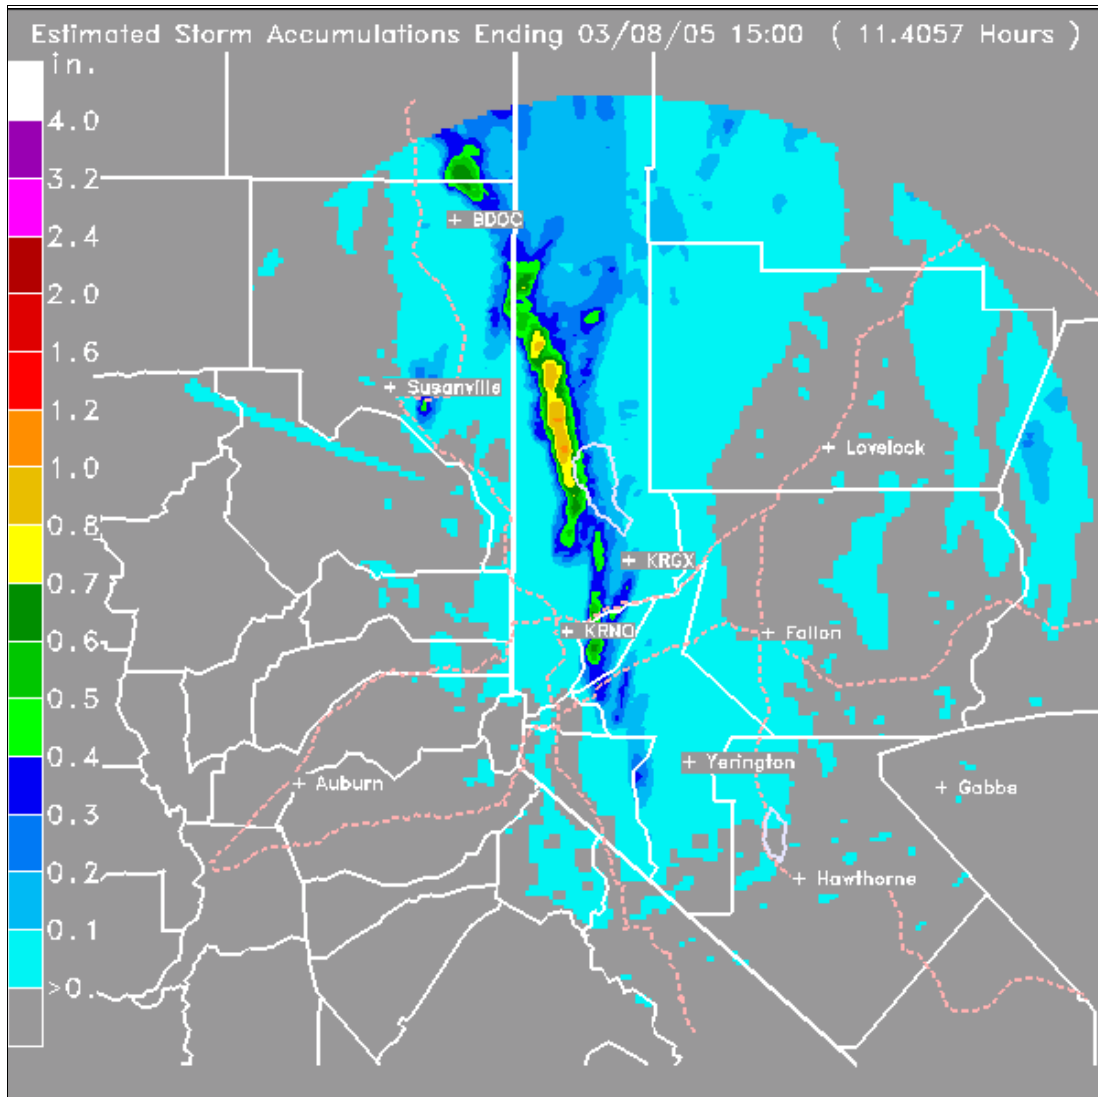 Estimated Storm Accumulations Ending 03/08/05 15:00 ( 11.4057 Hours )
in.
4.0
3.2
+ BDOC
2.4
2.0
1.6
+ Susanville
1.2
+ Lovelock
1.0
0.8
+ KRGX
0.7
+ KRNO
+ Fallon
0.6
0.5
0.4
+ Yerington
+ Auburn
+ Gabbs
0.3
0.2
+ Hawthorne
0.1
>0.